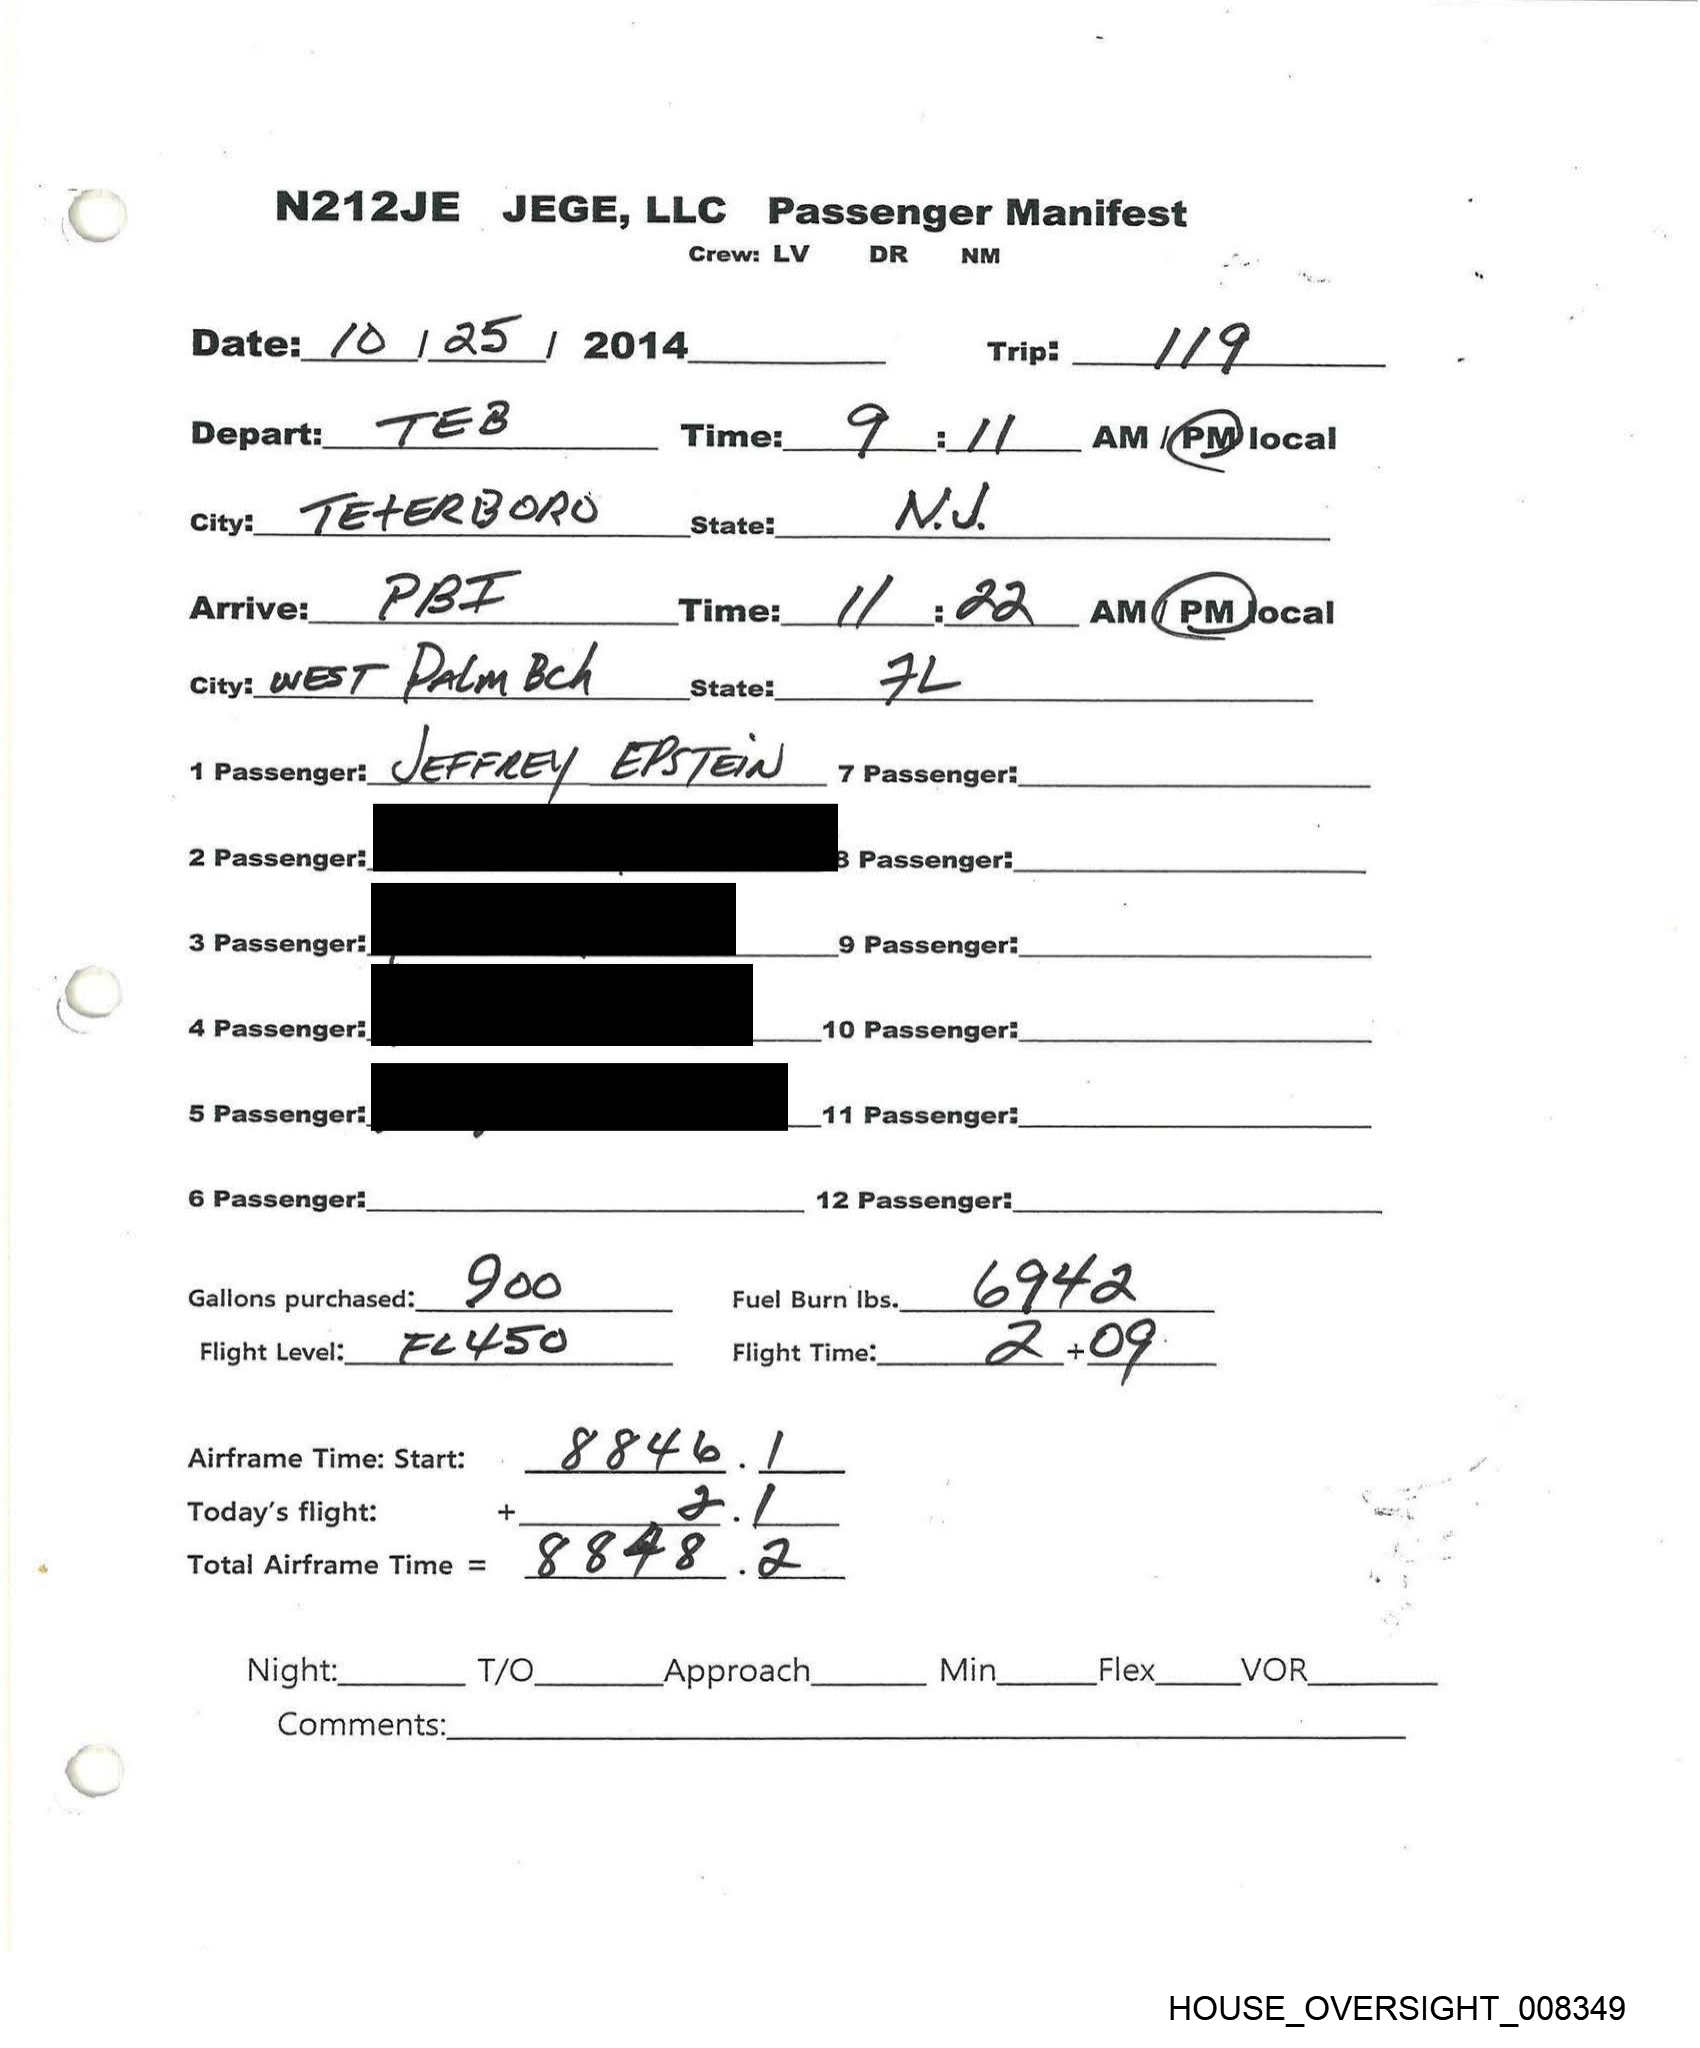 N212JE JEGE, LLC Passenger Manifest
Crew: LV DR NM
Date: 10 / 25 / 2014 Trip: 119
Depart: TEB Time: 9 : 11 AM / PM local
City: TETERBORO State: N.J.
Arrive: PBI Time: 11 : 22 AM / PM local
City: WEST PALM BCh State: FL
1 Passenger: JEFFREY EPSTEIN 7 Passenger:
2 Passenger: 8 Passenger:
3 Passenger: 9 Passenger:
4 Passenger: 10 Passenger:
5 Passenger: 11 Passenger:
6 Passenger: 12 Passenger:
Gallons purchased: 900 Fuel Burn lbs. 6942
Flight Level: FL450 Flight Time: 2 + 09
Airframe Time: Start: 8846 . 1
Today's flight: + 2 . 1
Total Airframe Time = 8848 . 2
Night: T/O Approach Min Flex VOR
Comments:
HOUSE_OVERSIGHT_008349